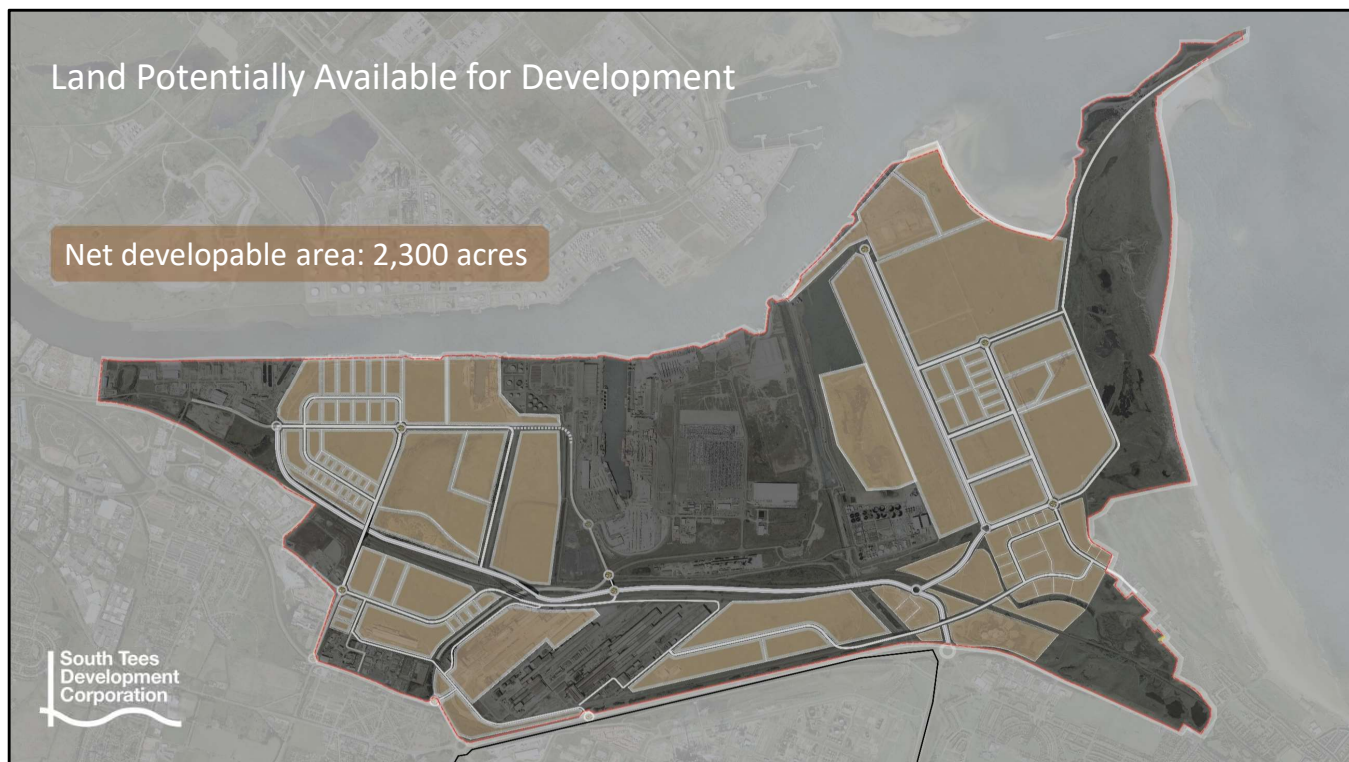 Land Potentially Available for Development
Net developable area: 2,300 acres
South Tees
Development
Corporation